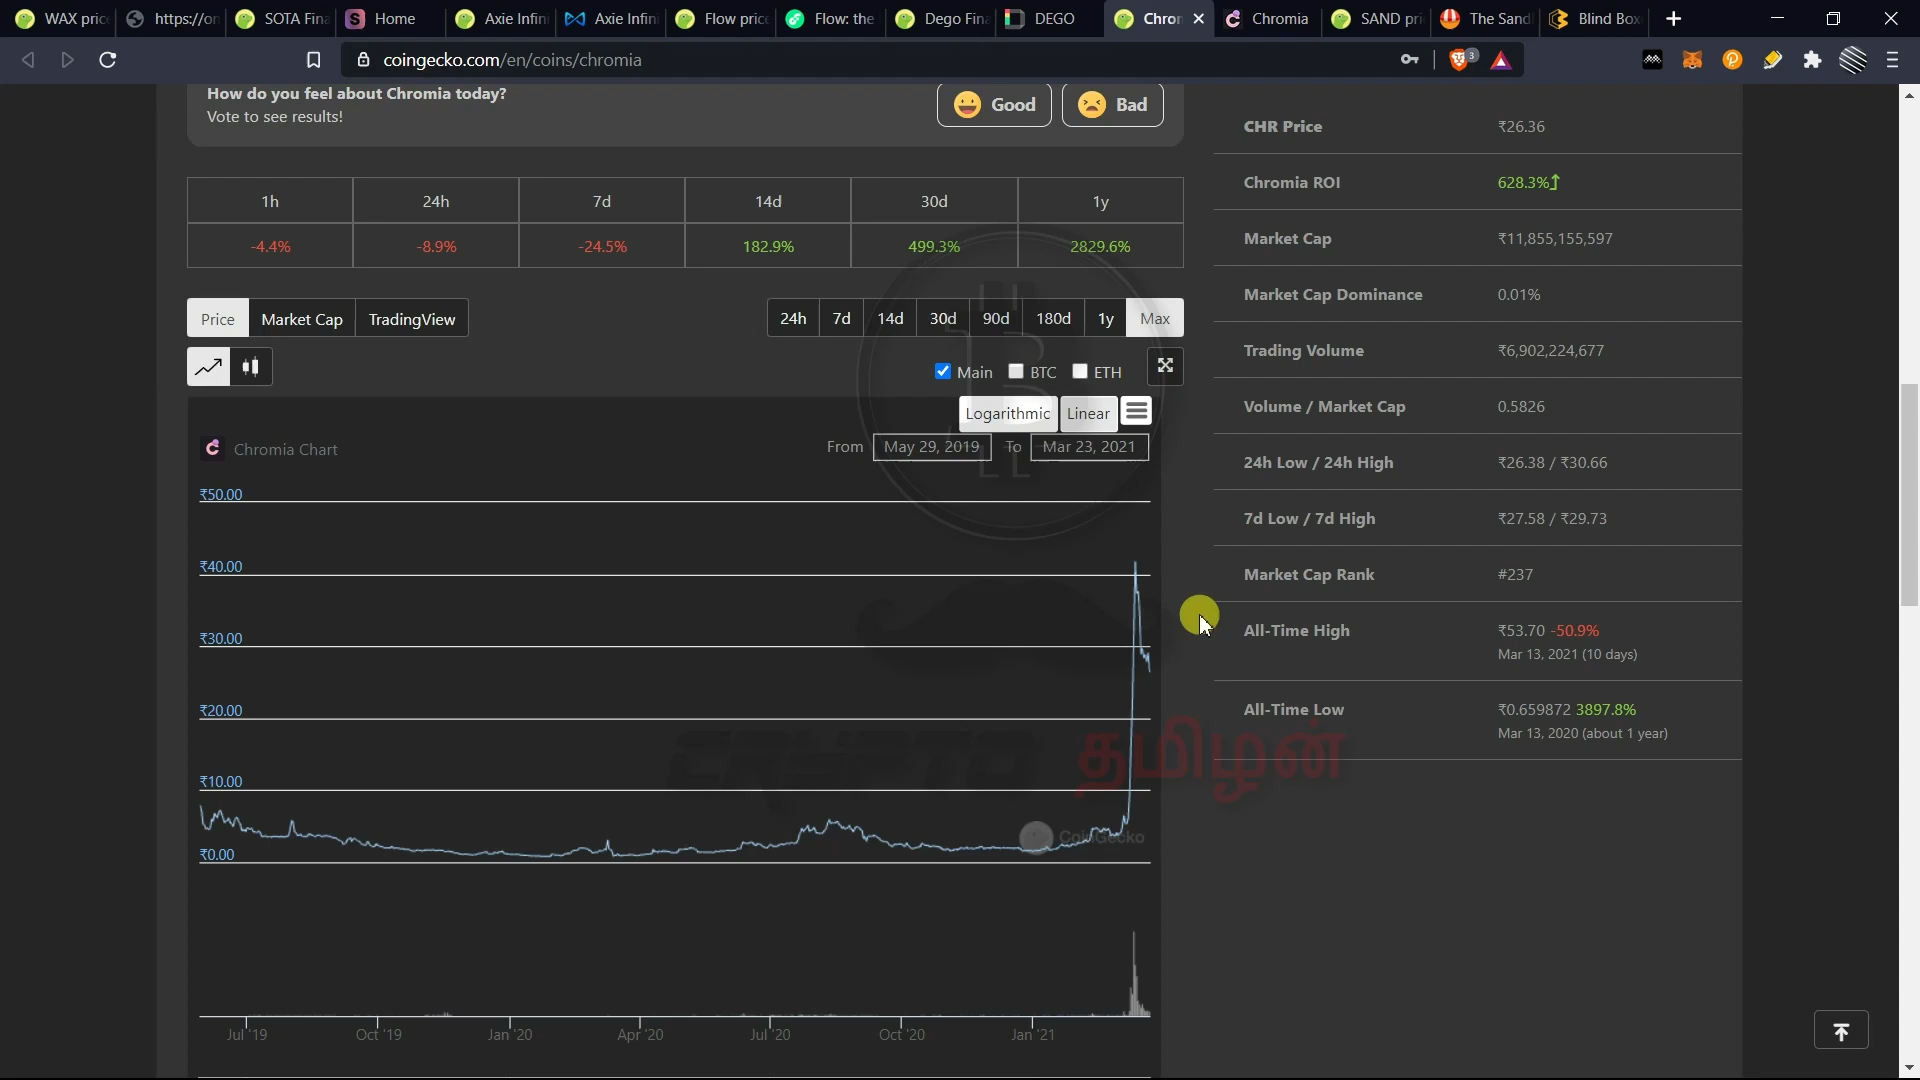 WAX pric
https://on
SOTA Fina
Home
Axie Infini
Axie Infini
Flow price
Flow: the
Dego Fina
DEGO
Chrom
Chromia
SAND pri
The Sand
Blind Box
coingecko.com/en/coins/chromia
3
How do you feel about Chromia today?
Vote to see results!
Good
Bad
1h 24h 7d 14d 30d 1y
-4.4% -8.9% -24.5% 182.9% 499.3% 2829.6%
Price Market Cap TradingView
24h 7d 14d 30d 90d 180d 1y Max
Main BTC ETH
Logarithmic Linear
Chromia Chart
From May 29, 2019 To Mar 23, 2021
₹50.00
₹40.00
₹30.00
₹20.00
₹10.00
₹0.00
CoinGecko
Jul '19 Oct '19 Jan '20 Apr '20 Jul '20 Oct '20 Jan '21
CHR Price ₹26.36
Chromia ROI 628.3%
Market Cap ₹11,855,155,597
Market Cap Dominance 0.01%
Trading Volume ₹6,902,224,677
Volume / Market Cap 0.5826
24h Low / 24h High ₹26.38 / ₹30.66
7d Low / 7d High ₹27.58 / ₹29.73
Market Cap Rank #237
All-Time High ₹53.70 -50.9%
Mar 13, 2021 (10 days)
All-Time Low ₹0.659872 3897.8%
Mar 13, 2020 (about 1 year)
CRYPTO தமிழன்